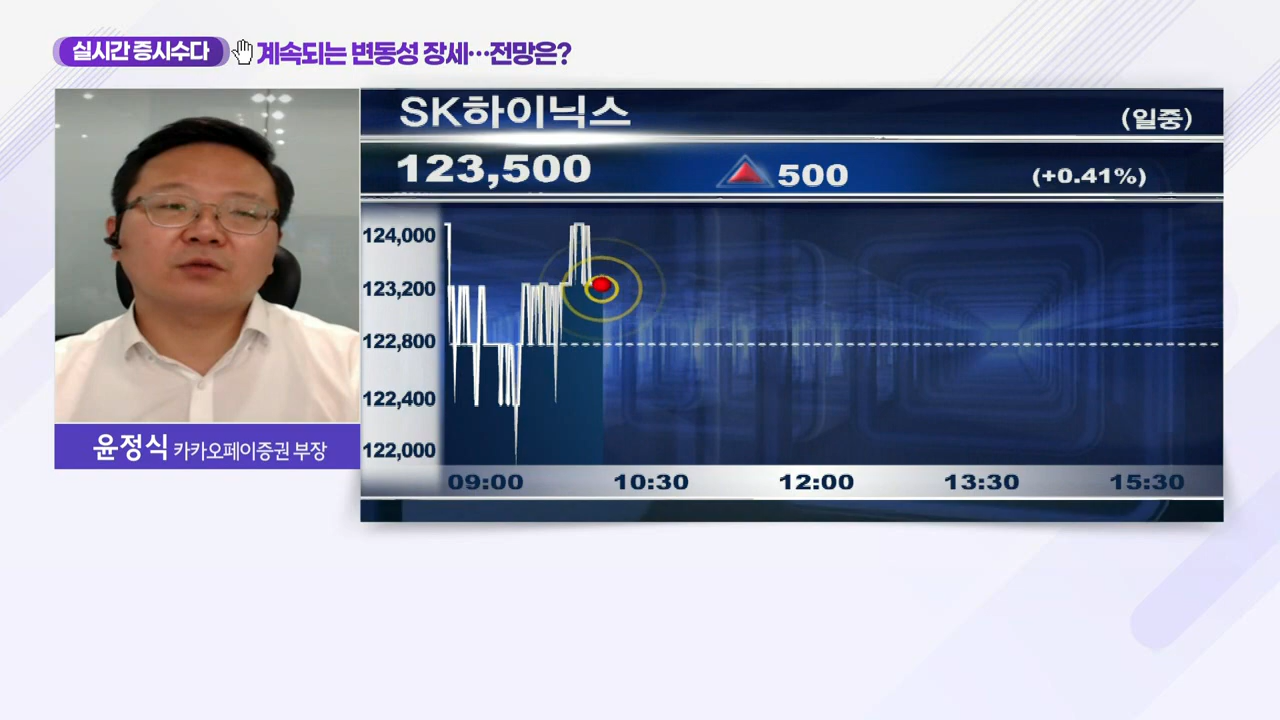 실시간 증시수다 계속되는 변동성 장세…전망은?
SK하이닉스 (일중)
123,500 500 (+0.41%)
124,000
123,200
122,800
122,400
122,000
09:00 10:30 12:00 13:30 15:30
윤정식 카카오페이증권 부장